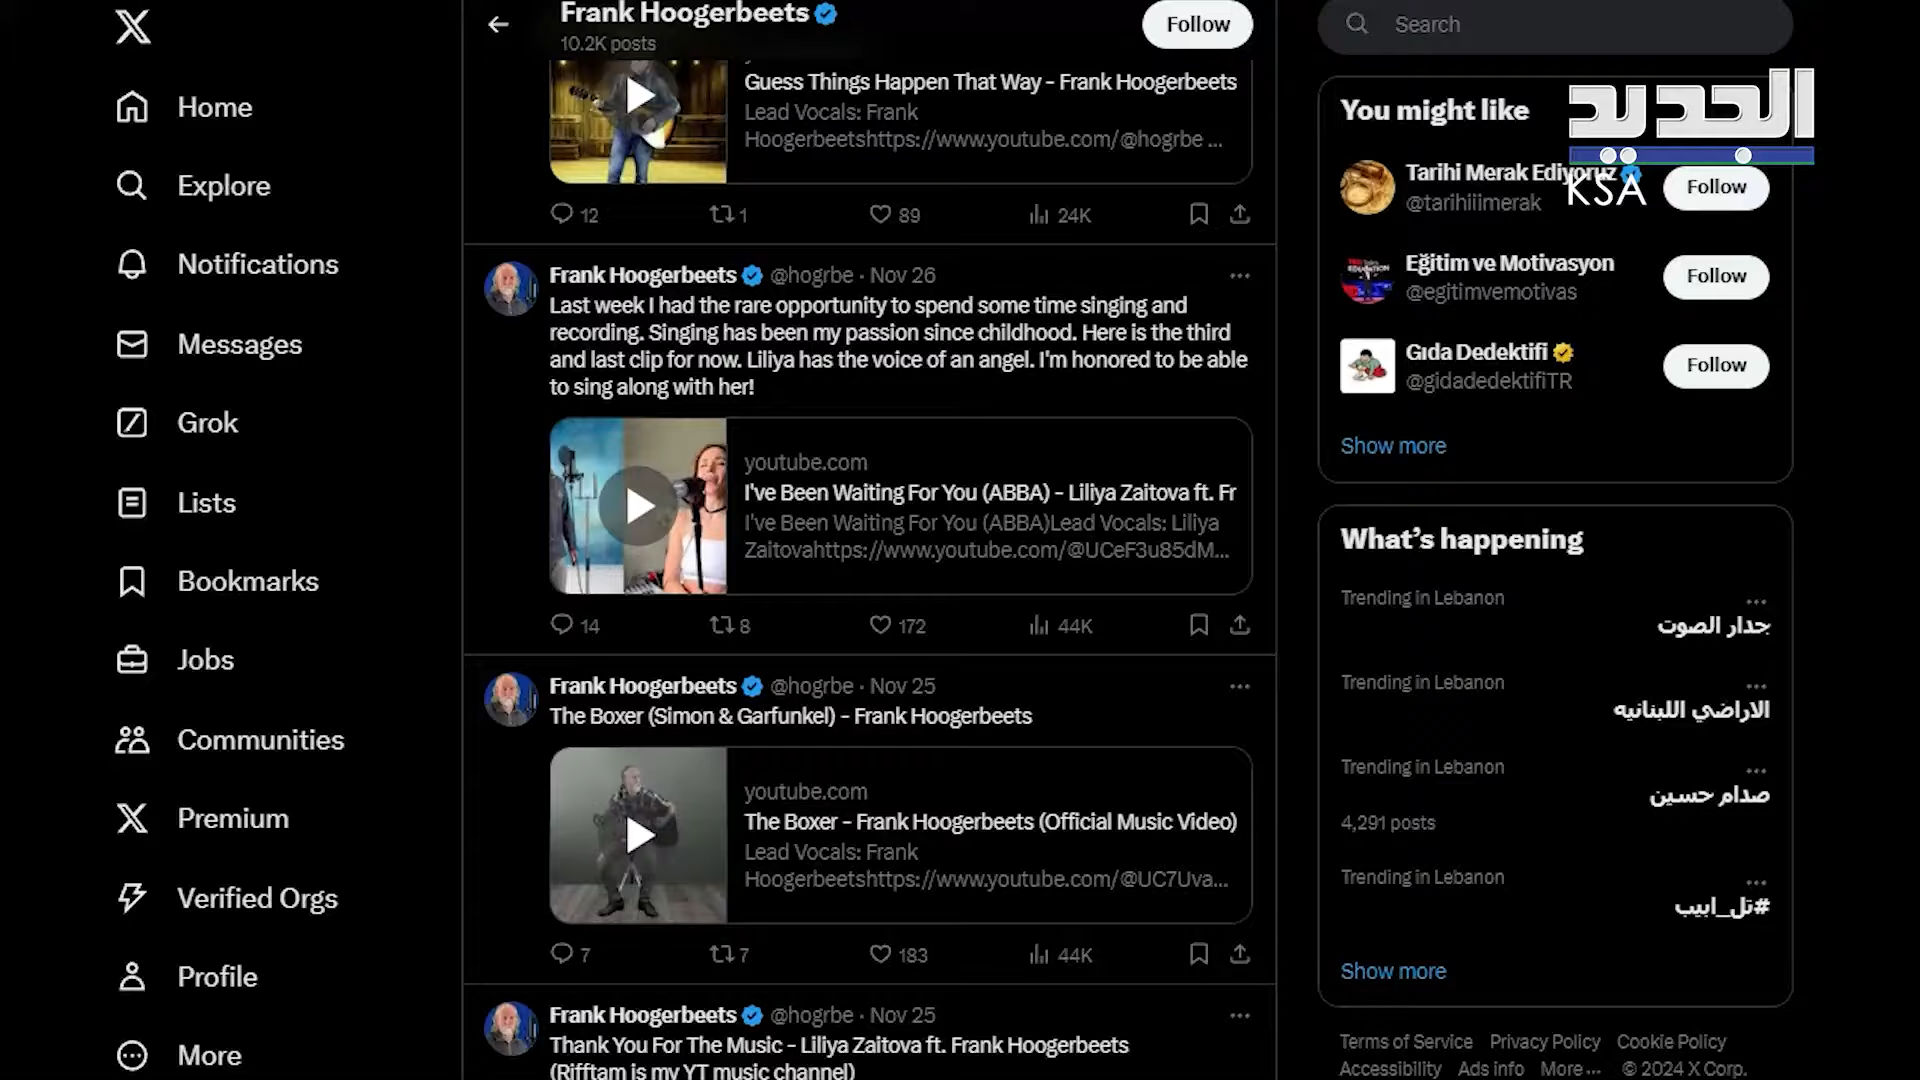 Home
Explore
Notifications
Messages
Grok
Lists
Bookmarks
Jobs
Communities
Premium
Verified Orgs
Profile
More
Frank Hoogerbeets
10.2K posts
Follow
Guess Things Happen That Way - Frank Hoogerbeets
Lead Vocals: Frank
Hoogerbeetshttps://www.youtube.com/@hogrbe ...
12
1
89
24K
Frank Hoogerbeets @hogrbe · Nov 26
Last week I had the rare opportunity to spend some time singing and
recording. Singing has been my passion since childhood. Here is the third
and last clip for now. Liliya has the voice of an angel. I'm honored to be able
to sing along with her!
youtube.com
I've Been Waiting For You (ABBA) - Liliya Zaitova ft. Fr
I've Been Waiting For You (ABBA)Lead Vocals: Liliya
Zaitovahttps://www.youtube.com/@UCeF3u85dM...
14
8
172
44K
Frank Hoogerbeets @hogrbe · Nov 25
The Boxer (Simon & Garfunkel) - Frank Hoogerbeets
youtube.com
The Boxer - Frank Hoogerbeets (Official Music Video)
Lead Vocals: Frank
Hoogerbeetshttps://www.youtube.com/@UC7Uva...
7
7
183
44K
Frank Hoogerbeets @hogrbe · Nov 25
Thank You For The Music - Liliya Zaitova ft. Frank Hoogerbeets
(Rifftam is my YT music channel)
Search
You might like
الجديد
KSA
Tarihi Merak Ediyoruz
@tarihiiimerak
Follow
Eğitim ve Motivasyon
@egitimvemotivas
Follow
Gıda Dedektifi
@gidadedektifiTR
Follow
Show more
What's happening
Trending in Lebanon
جدار الصوت
Trending in Lebanon
الاراضي اللبنانيه
Trending in Lebanon
صدام حسين
4,291 posts
Trending in Lebanon
#تل_ابيب
Show more
Terms of Service Privacy Policy Cookie Policy
Accessibility Ads info More ... © 2024 X Corp.